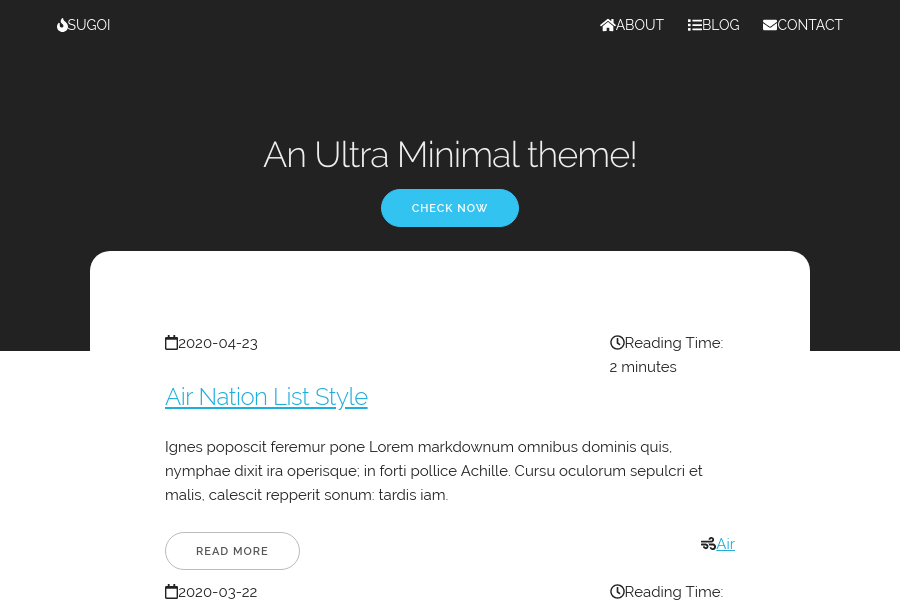 SUGOI ABOUT BLOG CONTACT
An Ultra Minimal theme!
CHECK NOW
2020-04-23 Reading Time:
2 minutes
Air Nation List Style
Ignes poposcit feremur pone Lorem markdownum omnibus dominis quis,
nymphae dixit ira operisque; in forti pollice Achille. Cursu oculorum sepulcri et
malis, calescit repperit sonum: tardis iam.
READ MORE Air
2020-03-22 Reading Time: